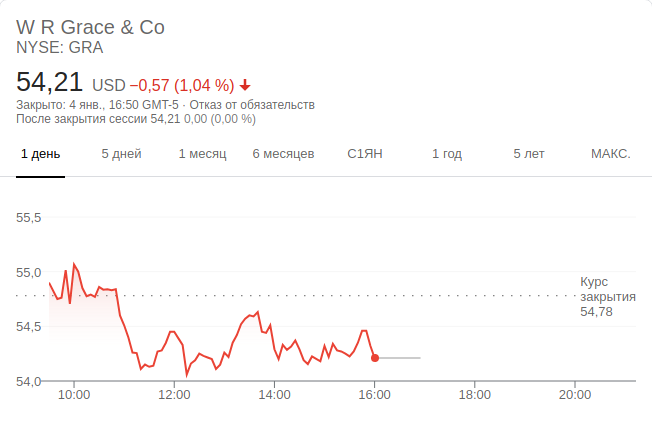 W R Grace & Co
NYSE: GRA
54,21 USD −0,57 (1,04 %)
Закрыто: 4 янв., 16:50 GMT-5 · Отказ от обязательств
После закрытия сессии 54,21 0,00 (0,00 %)
1 день 5 дней 1 месяц 6 месяцев С1ЯН 1 год 5 лет МАКС.
55,5
55,0
Курс
закрытия
54,78
54,5
54,0
10:00 12:00 14:00 16:00 18:00 20:00